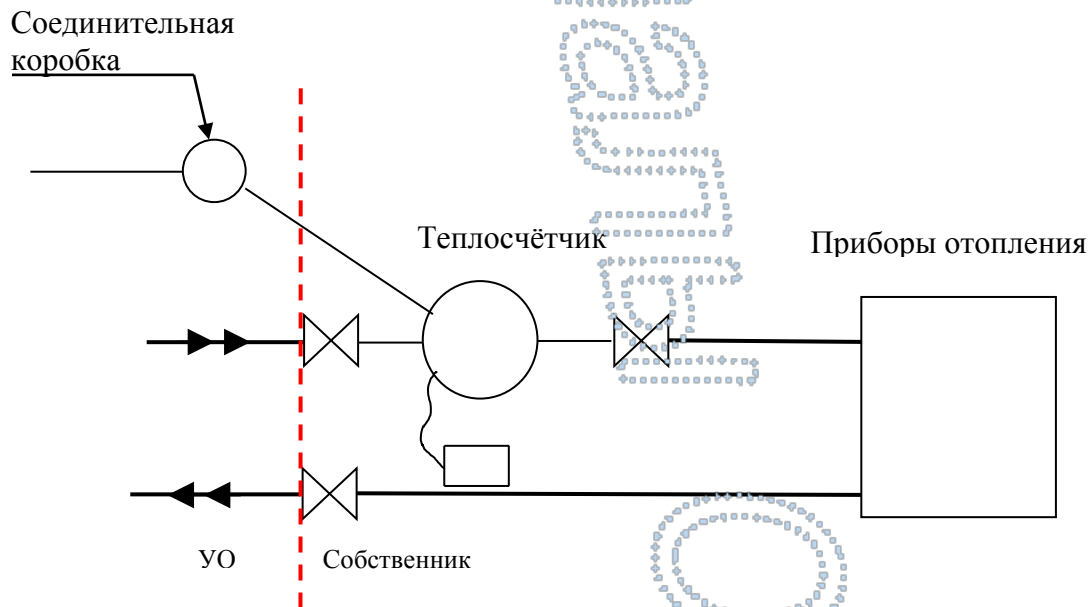 Соединительная
коробка
Теплосчётчик
Приборы отопления
УО
Собственник